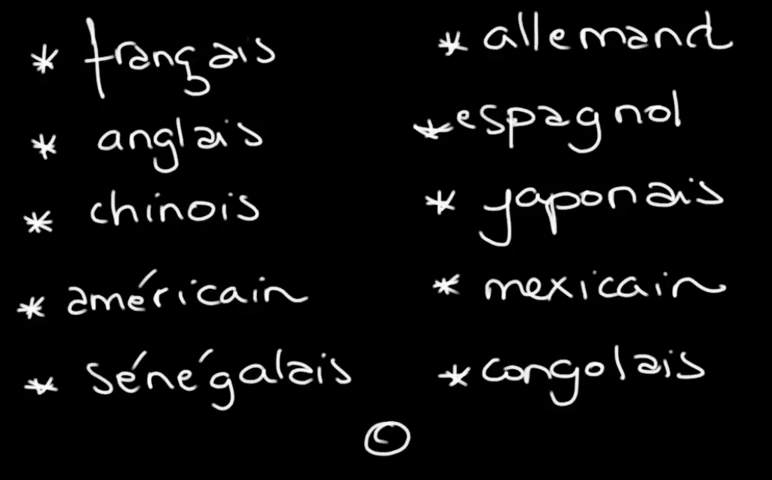 * français
* anglais
* chinois
* américain
* sénégalais
* allemand
* espagnol
* japonais
* mexicain
* congolais